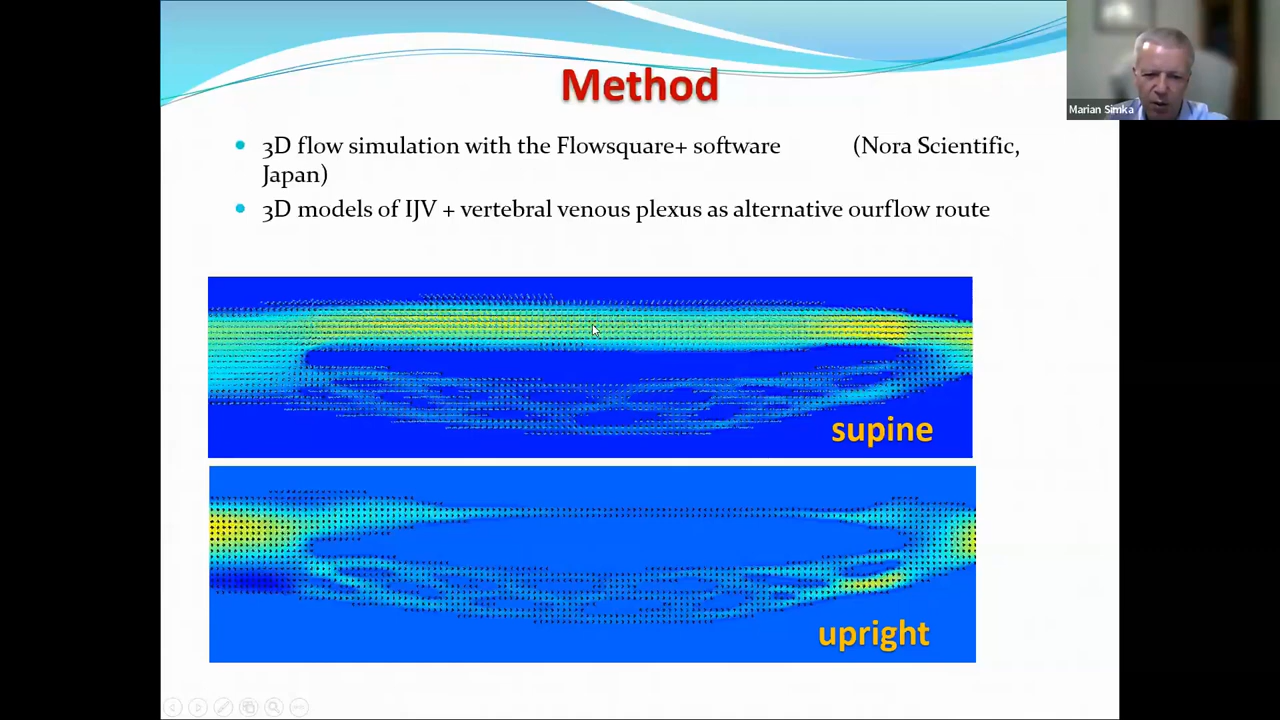 Method
Marian Simka
3D flow simulation with the Flowsquare+ software (Nora Scientific,
Japan)
3D models of IJV + vertebral venous plexus as alternative ourflow route
supine
upright